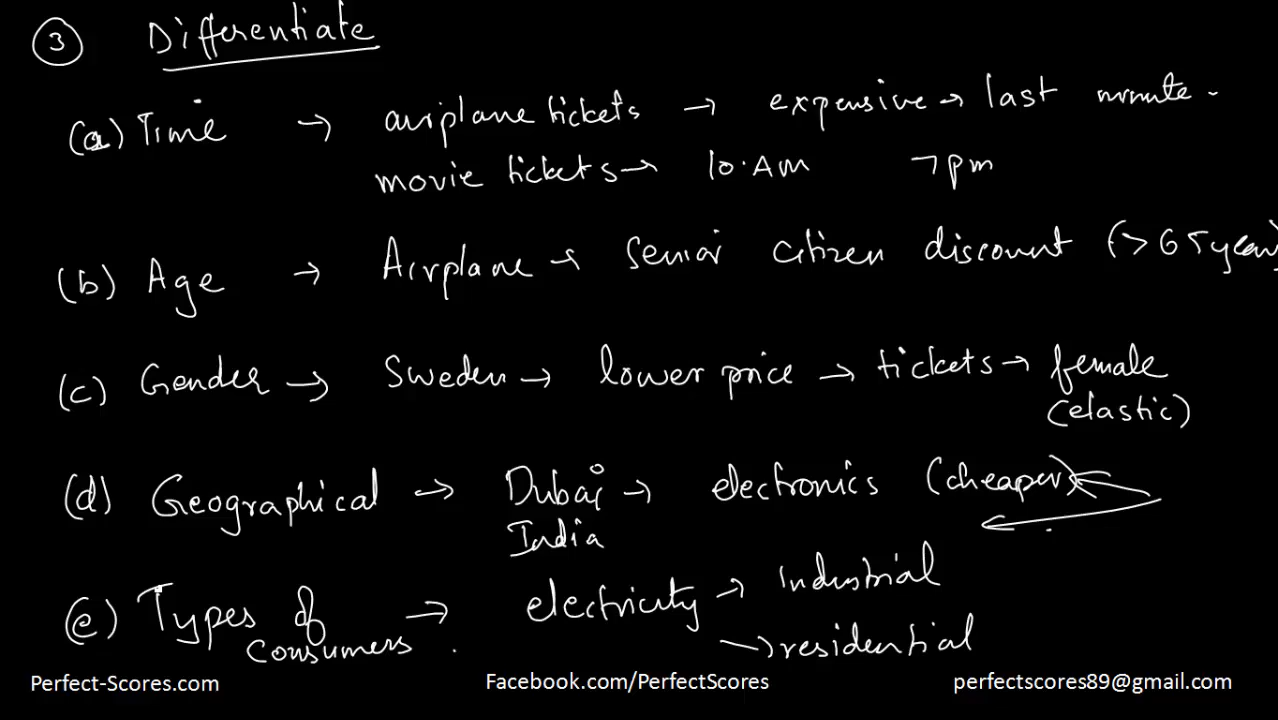 3 Differentiate
(a) Time → airplane tickets → expensive → last minute -
movie tickets → 10.AM 7 pm
(b) Age → Airplane → Senior citizen discount (>65 years)
(c) Gender → Sweden → lower price → tickets → female
(elastic)
(d) Geographical → Dubai → electronics (cheaper)
India
(e) Types of consumers → electricity → industrial
→ residential
Perfect-Scores.com Facebook.com/PerfectScores perfectscores89@gmail.com